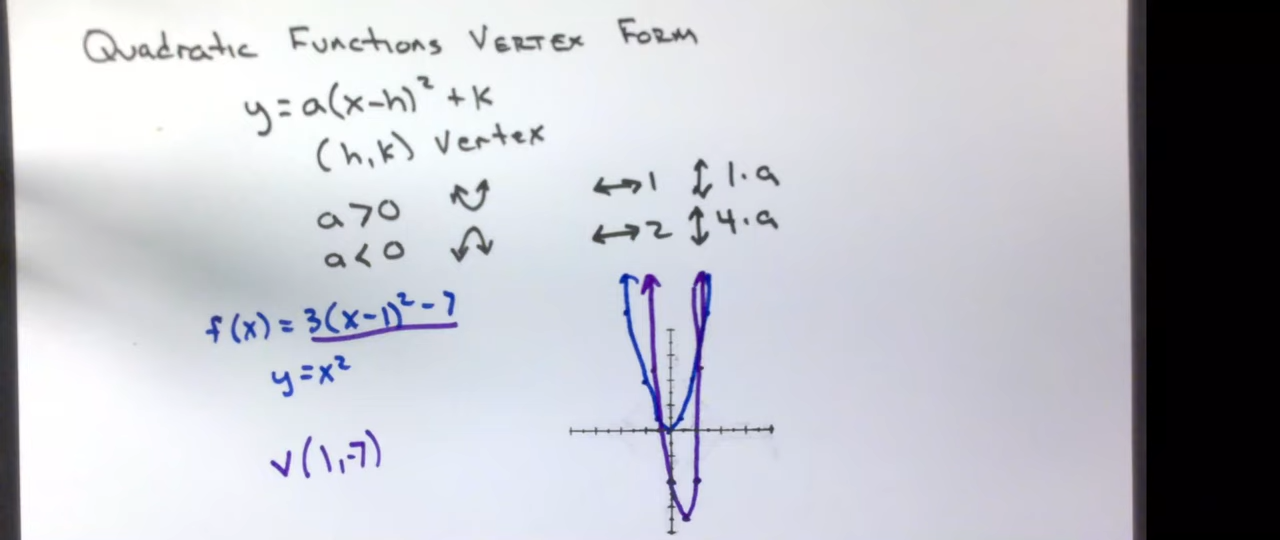 Quadratic Functions VERTEX FORM
y = a(x-h)² + k
(h,k) Vertex
a > 0
↔1 ↕1·a
a < 0
↔2 ↕4·a
f(x) = 3(x-1)² - 7
y = x²
V(1,-7)